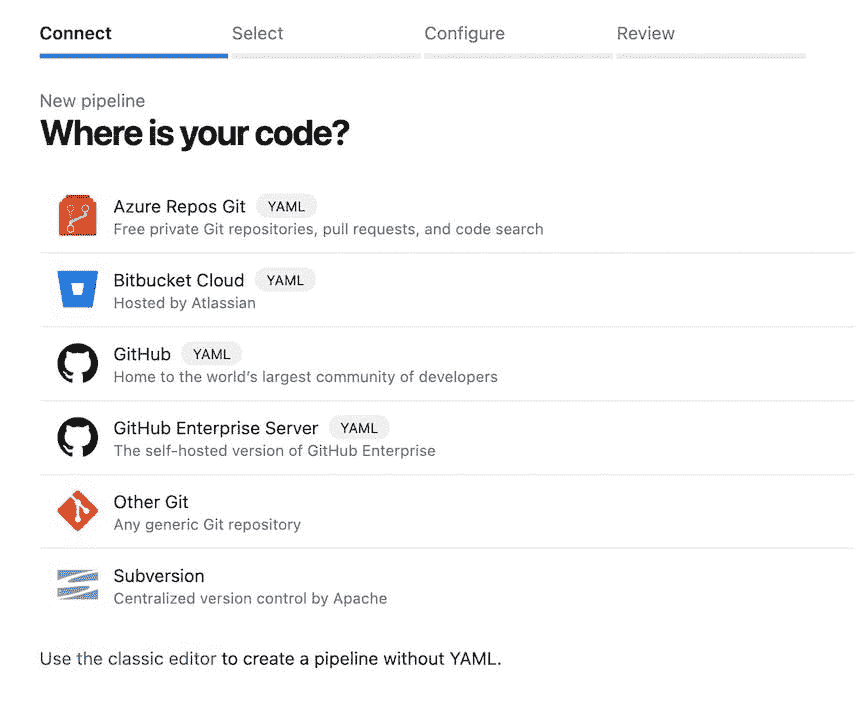 Connect Select Configure Review
New pipeline
Where is your code?
Azure Repos Git YAML
Free private Git repositories, pull requests, and code search
Bitbucket Cloud YAML
Hosted by Atlassian
GitHub YAML
Home to the world’s largest community of developers
GitHub Enterprise Server YAML
The self-hosted version of GitHub Enterprise
Other Git
Any generic Git repository
Subversion
Centralized version control by Apache
Use the classic editor to create a pipeline without YAML.